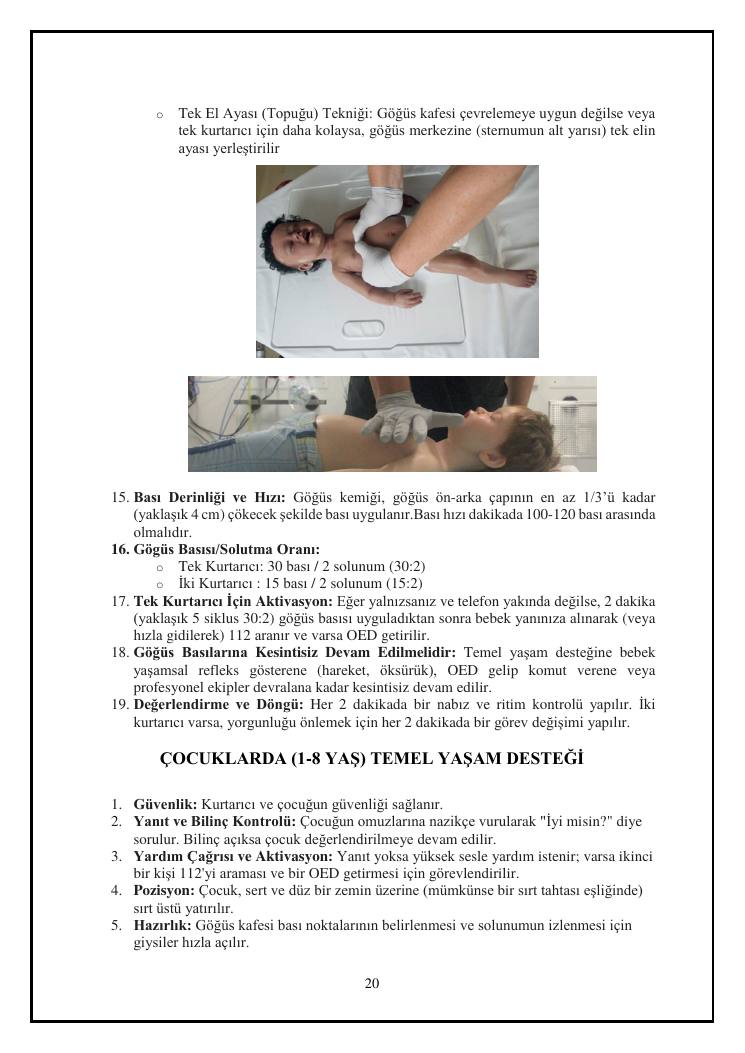 o Tek El Ayası (Topuğu) Tekniği: Göğüs kafesi çevrelemeye uygun değilse veya
tek kurtarıcı için daha kolaysa, göğüs merkezine (sternumun alt yarısı) tek elin
ayası yerleştirilir
15. Bası Derinliği ve Hızı: Göğüs kemiği, göğüs ön-arka çapının en az 1/3’ü kadar
(yaklaşık 4 cm) çökecek şekilde bası uygulanır.Bası hızı dakikada 100-120 bası arasında
olmalıdır.
16. Gögüs Basısı/Solutma Oranı:
o Tek Kurtarıcı: 30 bası / 2 solunum (30:2)
o İki Kurtarıcı : 15 bası / 2 solunum (15:2)
17. Tek Kurtarıcı İçin Aktivasyon: Eğer yalnızsanız ve telefon yakında değilse, 2 dakika
(yaklaşık 5 siklus 30:2) göğüs basısı uyguladıktan sonra bebek yanınıza alınarak (veya
hızla gidilerek) 112 aranır ve varsa OED getirilir.
18. Göğüs Basılarına Kesintisiz Devam Edilmelidir: Temel yaşam desteğine bebek
yaşamsal refleks gösterene (hareket, öksürük), OED gelip komut verene veya
profesyonel ekipler devralana kadar kesintisiz devam edilir.
19. Değerlendirme ve Döngü: Her 2 dakikada bir nabız ve ritim kontrolü yapılır. İki
kurtarıcı varsa, yorgunluğu önlemek için her 2 dakikada bir görev değişimi yapılır.
ÇOCUKLARDA (1-8 YAŞ) TEMEL YAŞAM DESTEĞİ
1. Güvenlik: Kurtarıcı ve çocuğun güvenliği sağlanır.
2. Yanıt ve Bilinç Kontrolü: Çocuğun omuzlarına nazikçe vurularak "İyi misin?" diye
sorulur. Bilinç açıksa çocuk değerlendirilmeye devam edilir.
3. Yardım Çağrısı ve Aktivasyon: Yanıt yoksa yüksek sesle yardım istenir; varsa ikinci
bir kişi 112'yi araması ve bir OED getirmesi için görevlendirilir.
4. Pozisyon: Çocuk, sert ve düz bir zemin üzerine (mümkünse bir sırt tahtası eşliğinde)
sırt üstü yatırılır.
5. Hazırlık: Göğüs kafesi bası noktalarının belirlenmesi ve solunumun izlenmesi için
giysiler hızla açılır.
20